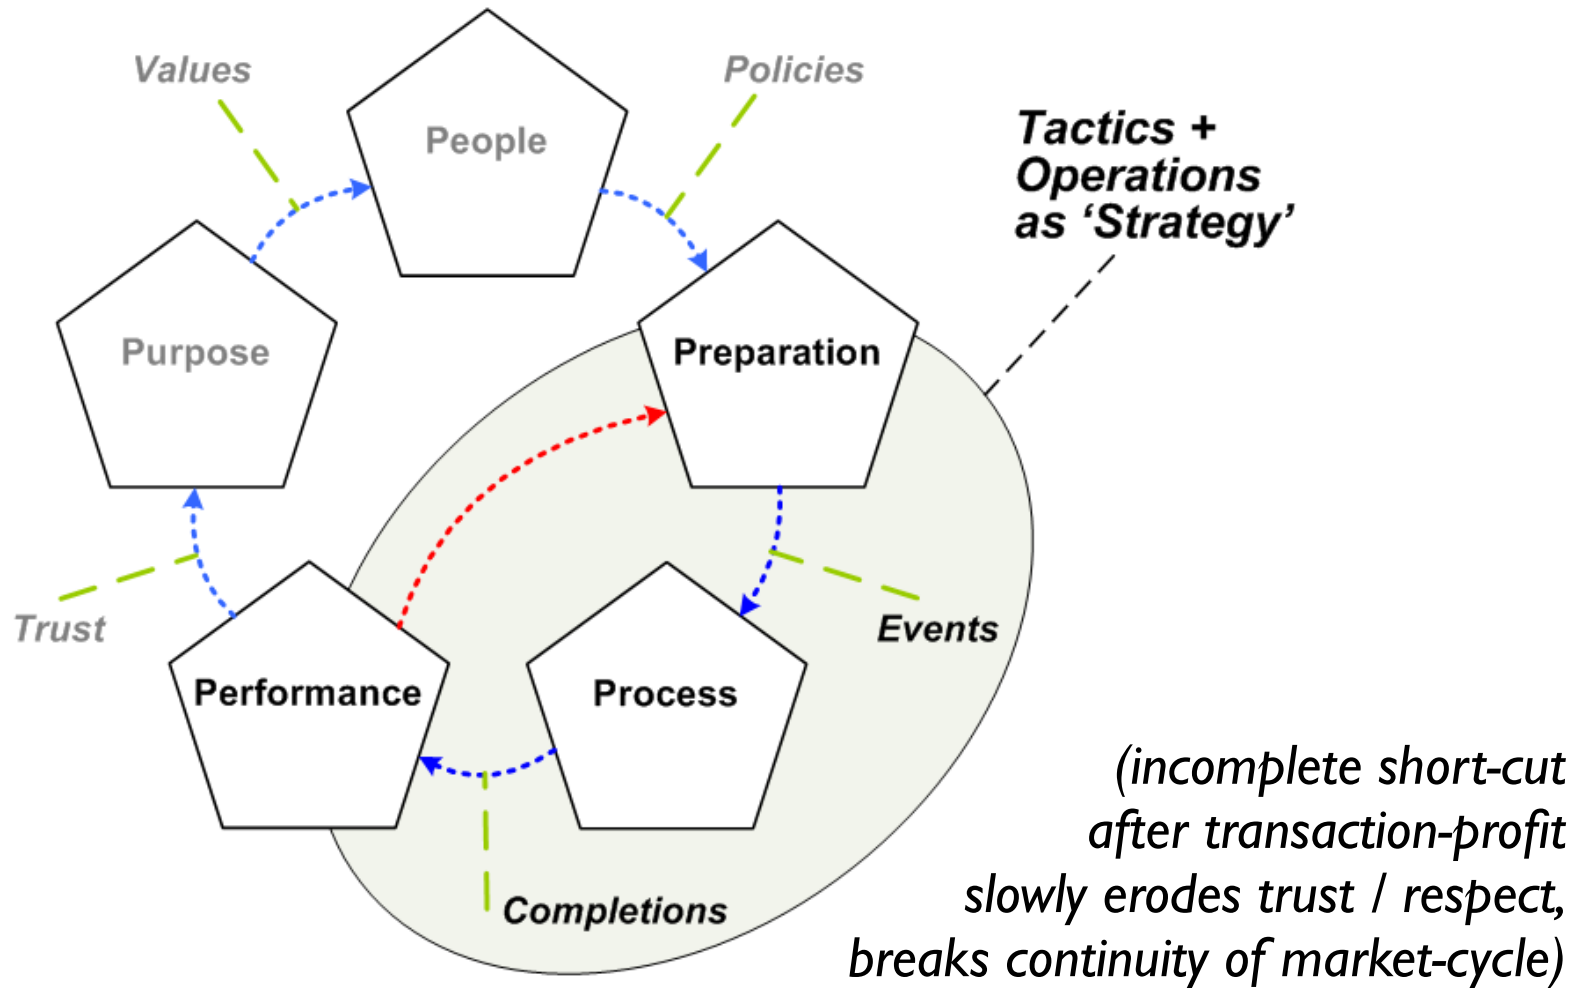 Values
Policies
People
Tactics +
Operations
as ‘Strategy’
Purpose
Preparation
Trust
Events
Performance
Process
Completions
(incomplete short-cut
after transaction-profit
slowly erodes trust / respect,
breaks continuity of market-cycle)